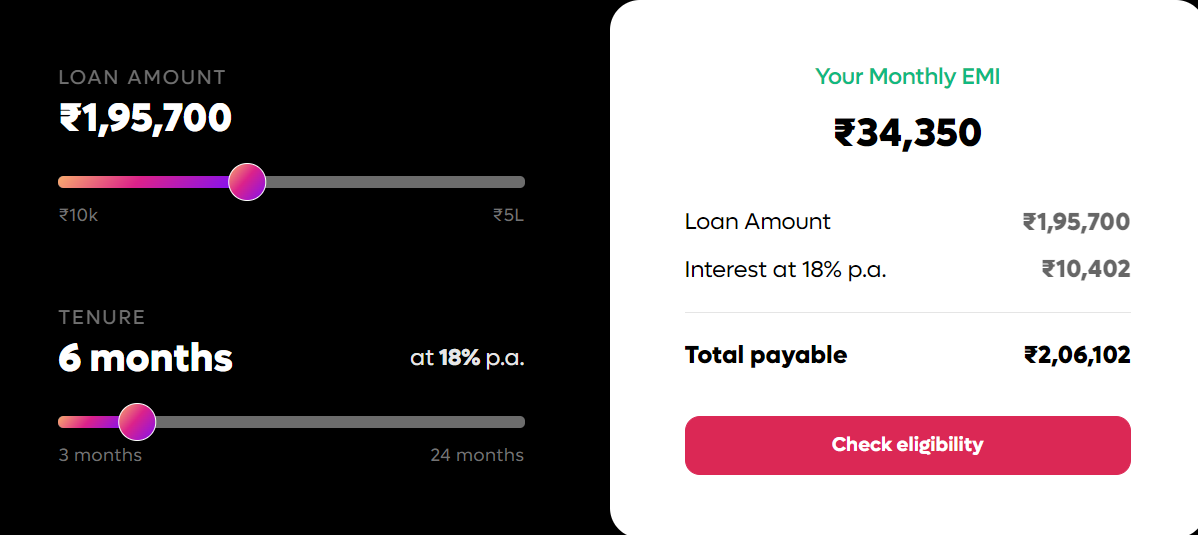 LOAN AMOUNT
₹1,95,700
₹10k ₹5L
TENURE
6 months at 18% p.a.
3 months 24 months
Your Monthly EMI
₹34,350
Loan Amount ₹1,95,700
Interest at 18% p.a. ₹10,402
Total payable ₹2,06,102
Check eligibility